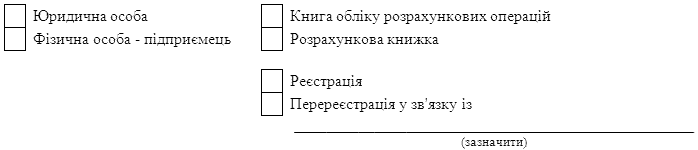 Юридична особа
Фізична особа - підприємець
Книга обліку розрахункових операцій
Розрахункова книжка
Реєстрація
Перереєстрація у зв'язку із
(зазначити)